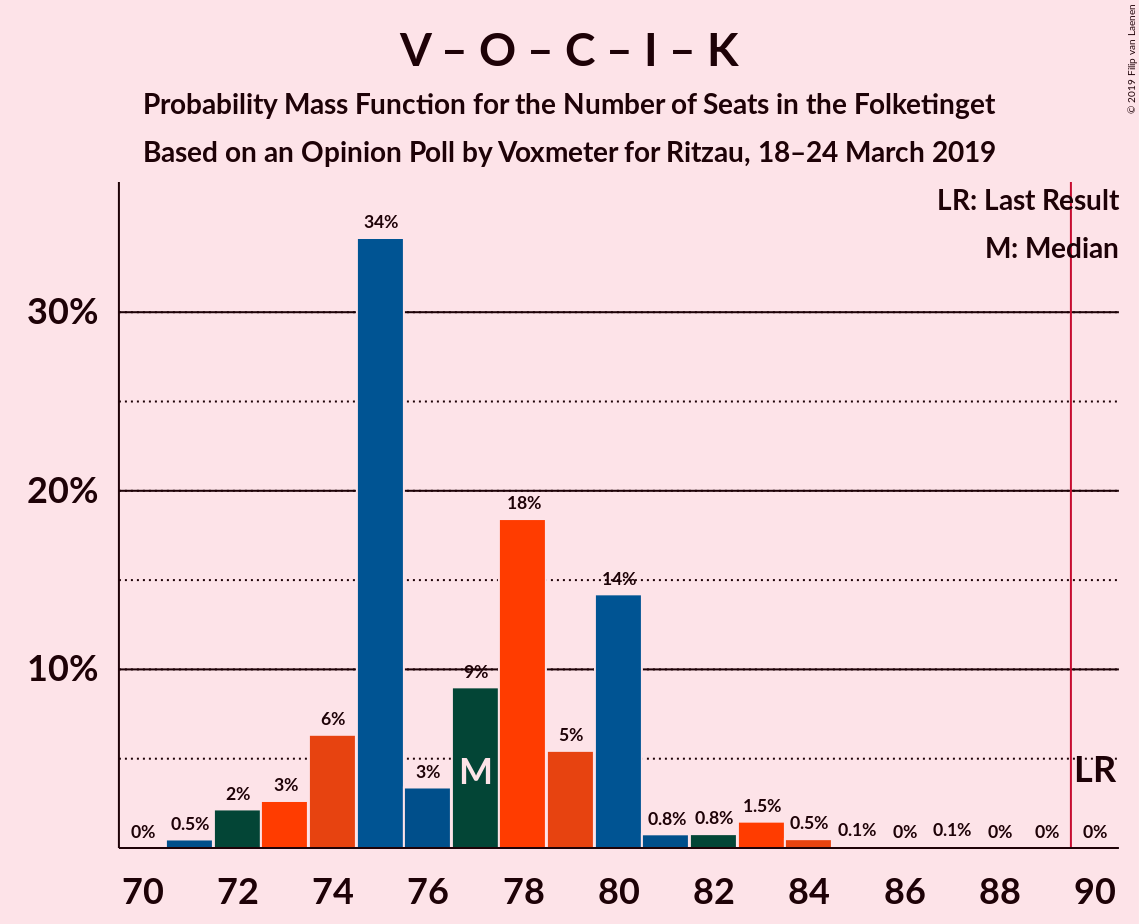 V – O – C – I – K
Probability Mass Function for the Number of Seats in the Folketinget
Based on an Opinion Poll by Voxmeter for Ritzau, 18–24 March 2019
© 2019 Filip van Laenen
LR: Last Result
M: Median
34%
30%
20%
18%
14%
10%
9%
6%
5%
M
LR
3%
2%
3%
1.5%
0% 0.5% 0.8% 0.8% 0.5% 0.1% 0% 0.1% 0% 0% 0%
70 72 74 76 78 80 82 84 86 88 90